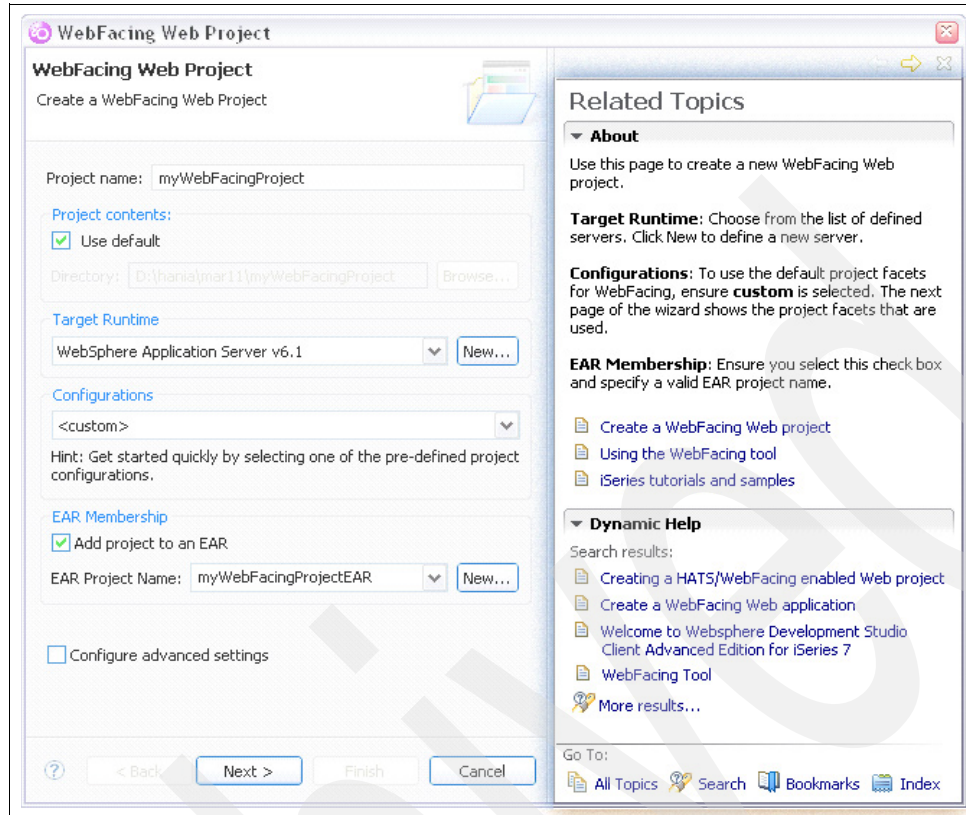 WebFacing Web Project
WebFacing Web Project
Create a WebFacing Web Project
Project name: myWebFacingProject
Project contents:
Use default
Directory: D:\hania\mar11\myWebFacingProject Browse...
Target Runtime
WebSphere Application Server v6.1 New...
Configurations
<custom>
Hint: Get started quickly by selecting one of the pre-defined project
configurations.
EAR Membership
Add project to an EAR
EAR Project Name: myWebFacingProjectEAR New...
Configure advanced settings
< Back Next > Finish Cancel
Related Topics
About
Use this page to create a new WebFacing Web
project.
Target Runtime: Choose from the list of defined
servers. Click New to define a new server.
Configurations: To use the default project facets
for WebFacing, ensure custom is selected. The next
page of the wizard shows the project facets that are
used.
EAR Membership: Ensure you select this check box
and specify a valid EAR project name.
Create a WebFacing Web project
Using the WebFacing tool
iSeries tutorials and samples
Dynamic Help
Search results:
Creating a HATS/WebFacing enabled Web project
Create a WebFacing Web application
Welcome to Websphere Development Studio
Client Advanced Edition for iSeries 7
WebFacing Tool
More results...
Go To:
All Topics Search Bookmarks Index